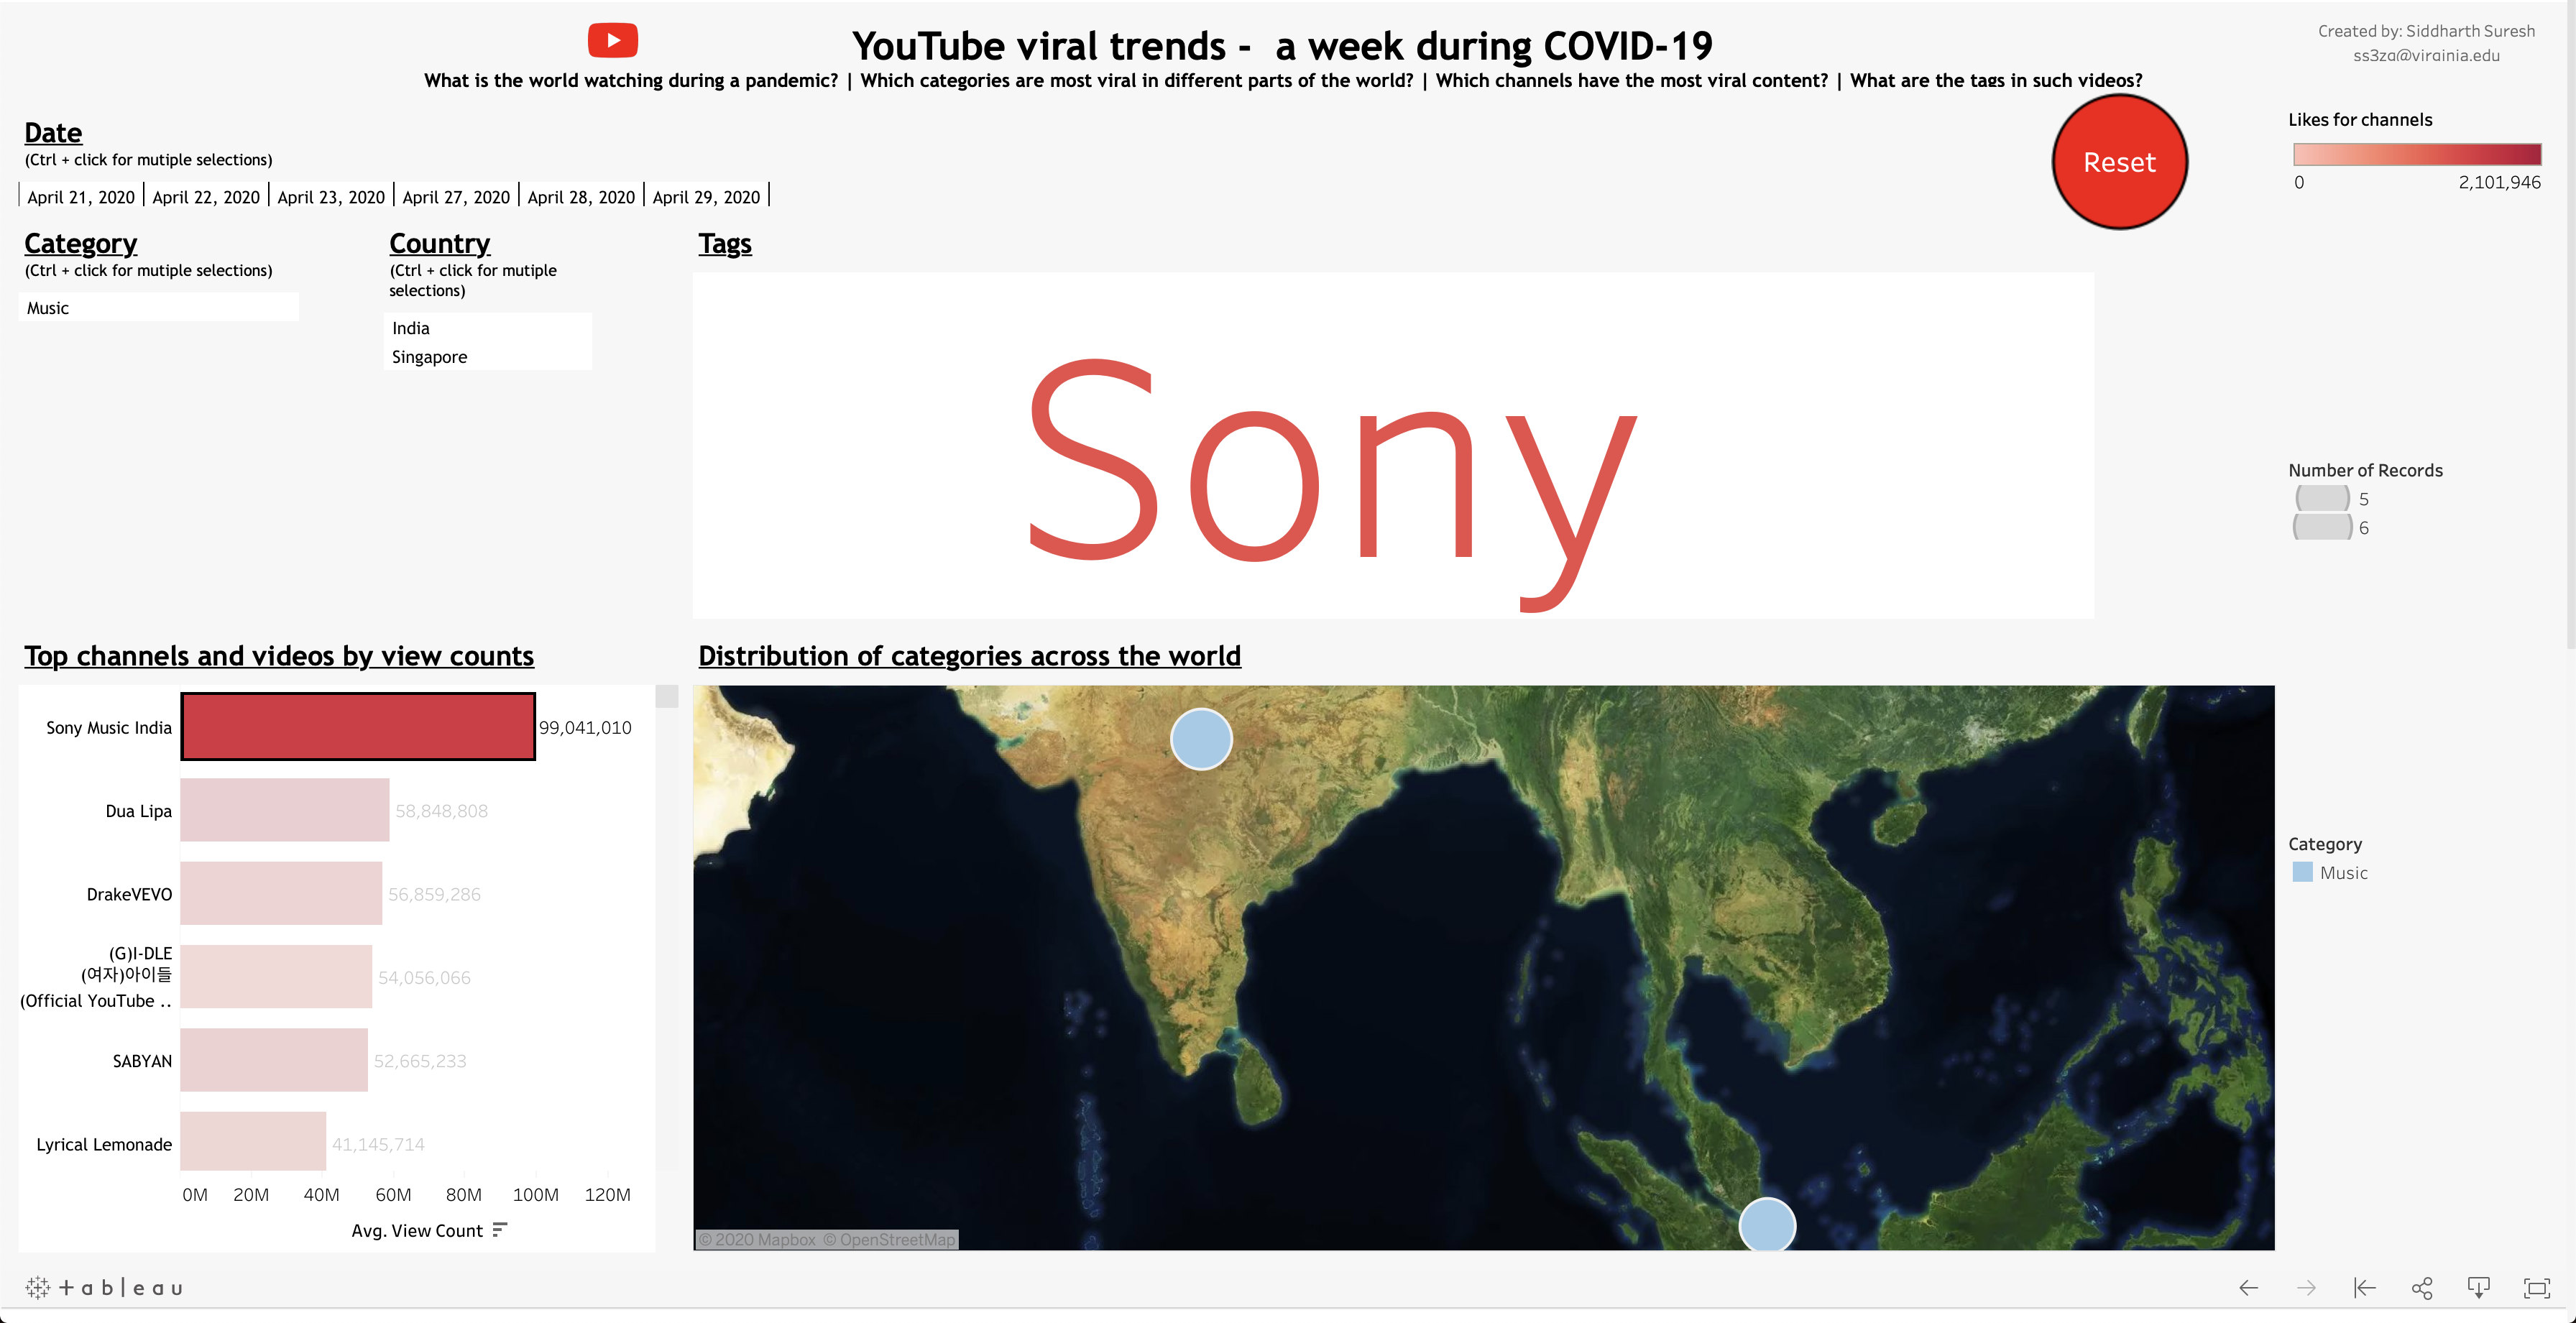 YouTube viral trends -  a week during COVID-19
What is the world watching during a pandemic? | Which categories are most viral in different parts of the world? | Which channels have the most viral content? | What are the tags in such videos?
Created by: Siddharth Suresh
ss3za@virginia.edu
Date
(Ctrl + click for mutiple selections)
April 21, 2020
April 22, 2020
April 23, 2020
April 27, 2020
April 28, 2020
April 29, 2020
Reset
Likes for channels
0
2,101,946
Category
(Ctrl + click for mutiple selections)
Music
Country
(Ctrl + click for mutiple
selections)
India
Singapore
Tags
Sony
Number of Records
5
6
Top channels and videos by view counts
Sony Music India
99,041,010
Dua Lipa
58,848,808
DrakeVEVO
56,859,286
(G)I-DLE
(여자)아이들
(Official YouTube ..
54,056,066
SABYAN
52,665,233
Lyrical Lemonade
41,145,714
0M
20M
40M
60M
80M
100M
120M
Avg. View Count
Distribution of categories across the world
© 2020 Mapbox © OpenStreetMap
Category
Music
+ableau